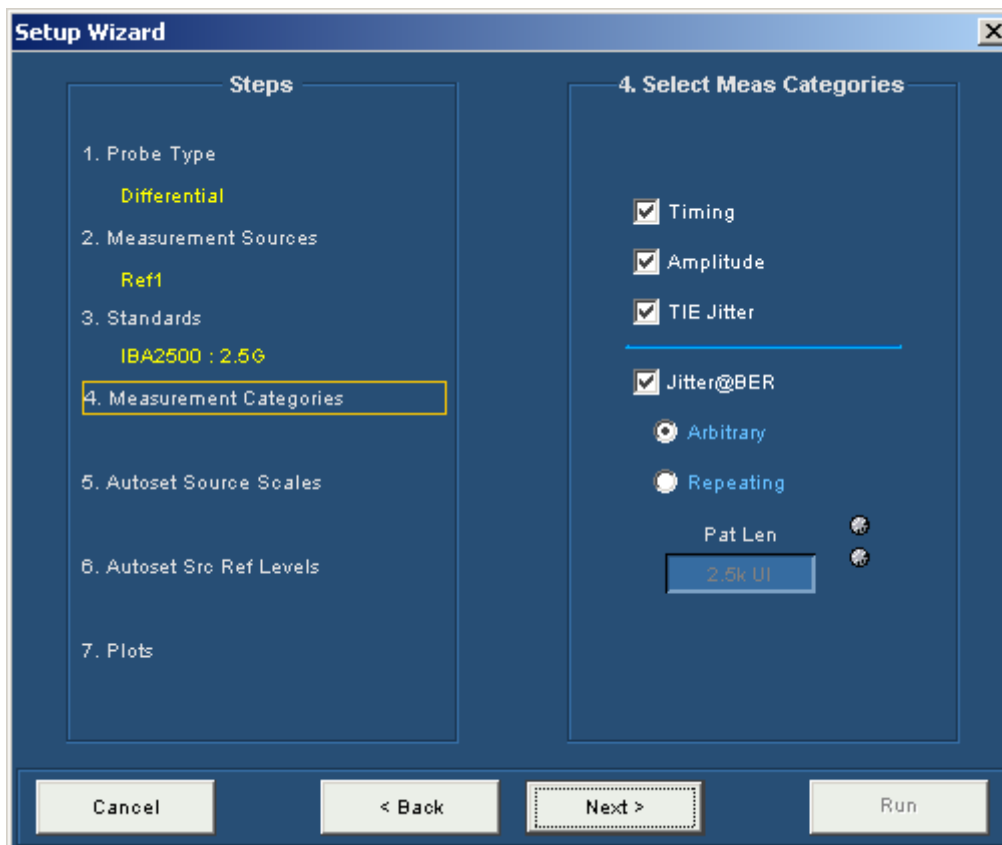 Setup Wizard
Steps
1. Probe Type
Differential
2. Measurement Sources
Ref1
3. Standards
IBA2500 : 2.5G
4. Measurement Categories
5. Autoset Source Scales
6. Autoset Src Ref Levels
7. Plots
4. Select Meas Categories
Timing
Amplitude
TIE Jitter
Jitter@BER
Arbitrary
Repeating
Pat Len
2.5k UI
Cancel
< Back
Next >
Run